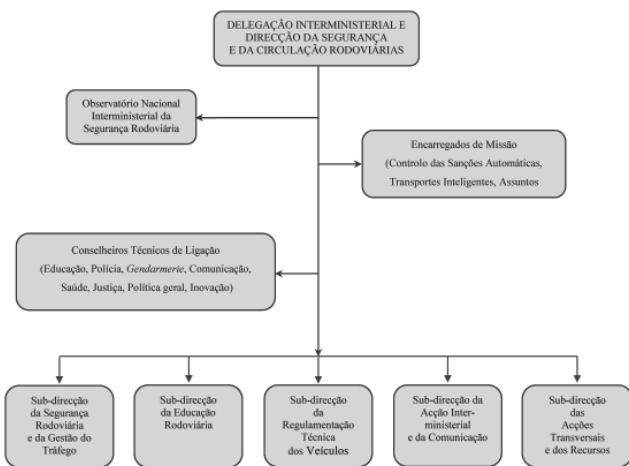 DELEGAÇÃO INTERMINISTERIAL E
DIRECÇÃO DA SEGURANÇA
E DA CIRCULAÇÃO RODOVIÁRIAS
Observatório Nacional
Interministerial da
Segurança Rodoviária
Encarregados de Missão
(Controlo das Sanções Automáticas,
Transportes Inteligentes, Assuntos
Conselheiros Técnicos de Ligação
(Educação, Polícia, Gendarmerie, Comunicação,
Saúde, Justiça, Política geral, Inovação)
Sub-direcção
da Segurança
Rodoviária
e da Gestão do
Tráfego
Sub-direcção
da Educação
Rodoviária
Sub-direcção
da
Regulamentação
Técnica
dos Veículos
Sub-direcção da
Acção Inter-
ministerial
e da Comunicação
Sub-direcção
das
Acções
Transversais
e dos Recursos